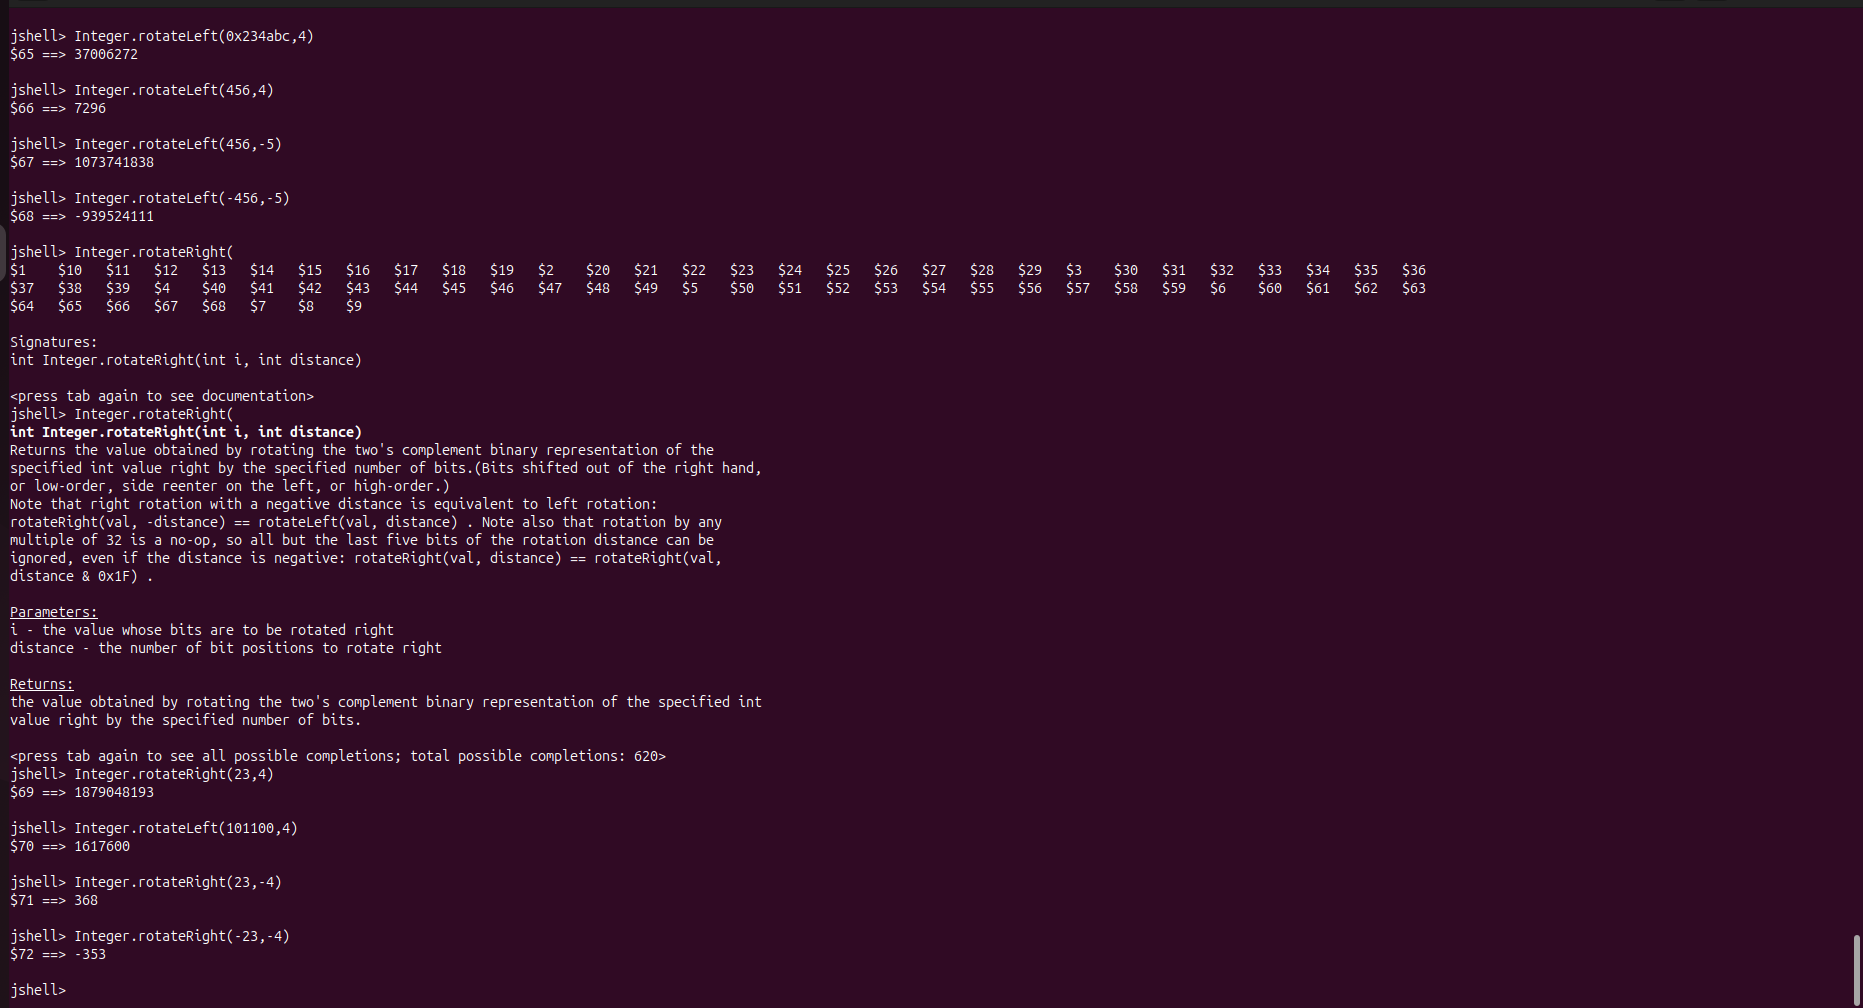 jshell> Integer.rotateLeft(0x234abc,4)
$65 ==> 37006272
jshell> Integer.rotateLeft(456,4)
$66 ==> 7296
jshell> Integer.rotateLeft(456,-5)
$67 ==> 1073741838
jshell> Integer.rotateLeft(-456,-5)
$68 ==> -939524111
jshell> Integer.rotateRight(
$1 $10 $11 $12 $13 $14 $15 $16 $17 $18 $19 $2 $20 $21 $22 $23 $24 $25 $26 $27 $28 $29 $3 $30 $31 $32 $33 $34 $35 $36
$37 $38 $39 $4 $40 $41 $42 $43 $44 $45 $46 $47 $48 $49 $5 $50 $51 $52 $53 $54 $55 $56 $57 $58 $59 $6 $60 $61 $62 $63
$64 $65 $66 $67 $68 $7 $8 $9
Signatures:
int Integer.rotateRight(int i, int distance)
<press tab again to see documentation>
jshell> Integer.rotateRight(
int Integer.rotateRight(int i, int distance)
Returns the value obtained by rotating the two's complement binary representation of the
specified int value right by the specified number of bits.(Bits shifted out of the right hand,
or low-order, side reenter on the left, or high-order.)
Note that right rotation with a negative distance is equivalent to left rotation:
rotateRight(val, -distance) == rotateLeft(val, distance) . Note also that rotation by any
multiple of 32 is a no-op, so all but the last five bits of the rotation distance can be
ignored, even if the distance is negative: rotateRight(val, distance) == rotateRight(val,
distance & 0x1F) .
Parameters:
i - the value whose bits are to be rotated right
distance - the number of bit positions to rotate right
Returns:
the value obtained by rotating the two's complement binary representation of the specified int
value right by the specified number of bits.
<press tab again to see all possible completions; total possible completions: 620>
jshell> Integer.rotateRight(23,4)
$69 ==> 1879048193
jshell> Integer.rotateLeft(101100,4)
$70 ==> 1617600
jshell> Integer.rotateRight(23,-4)
$71 ==> 368
jshell> Integer.rotateRight(-23,-4)
$72 ==> -353
jshell>